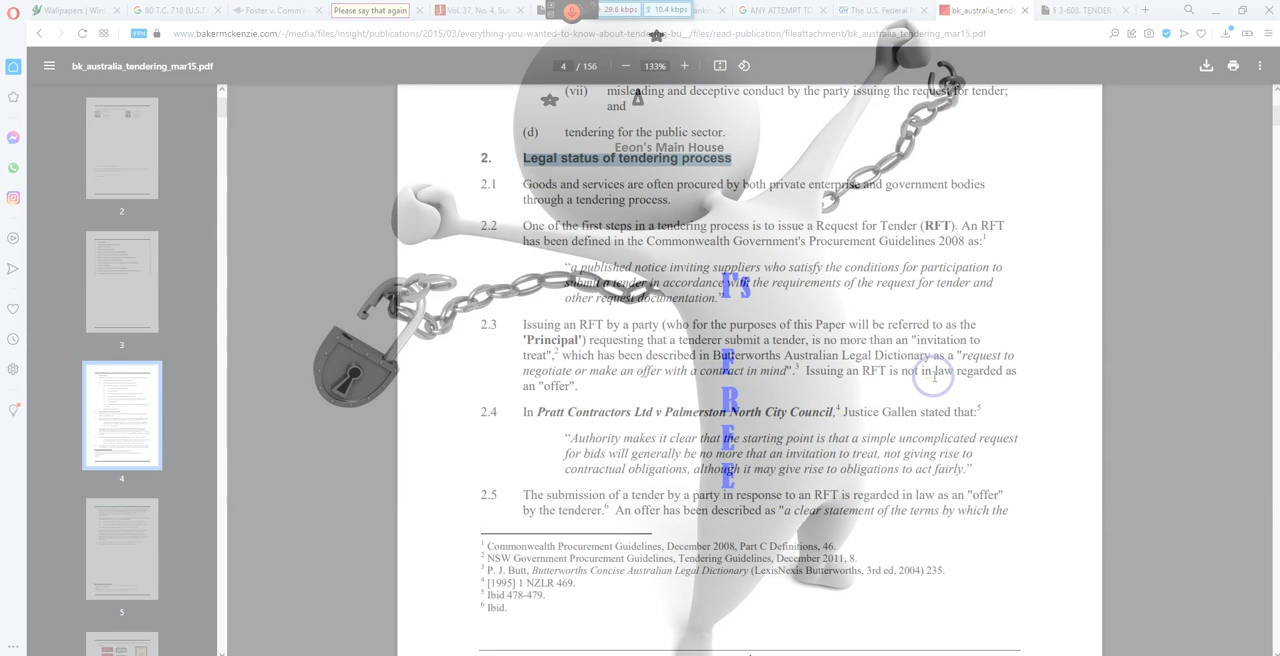 Wallpapers | Win
80 T.C. 718 (U.S.T.
Foster v. Comm'r
Please say that again
Vol. 37, No. 4, Su
29.6 kbps
10.4 kbps
ANY ATTEMPT TO
The U.S. Federal
bk_australia_tende
§ 3-603. TENDER
VPN
www.bakermckenzie.com/-/media/files/insight/publications/2015/03/everything-you-wanted-to-know-about-tendering-bu__/files/read-publication/fileattachment/bk_australia_tendering_mar15.pdf
bk_australia_tendering_mar15.pdf
4 / 156
133%
2
3
4
5
(vii) misleading and deceptive conduct by the party issuing the request for tender;
and
(d) tendering for the public sector.
Eeon's Main House
2. Legal status of tendering process
2.1 Goods and services are often procured by both private enterprise and government bodies
through a tendering process.
2.2 One of the first steps in a tendering process is to issue a Request for Tender (RFT). An RFT
has been defined in the Commonwealth Government's Procurement Guidelines 2008 as:1
"a published notice inviting suppliers who satisfy the conditions for participation to
submit a tender in accordance with the requirements of the request for tender and
other request documentation."
I's
2.3 Issuing an RFT by a party (who for the purposes of this Paper will be referred to as the
'Principal') requesting that a tenderer submit a tender, is no more than an "invitation to
treat",2 which has been described in Butterworths Australian Legal Dictionary as a "request to
negotiate or make an offer with a contract in mind".3 Issuing an RFT is not in law regarded as
an "offer".
F
R
E
E
2.4 In Pratt Contractors Ltd v Palmerston North City Council,4 Justice Gallen stated that:5
"Authority makes it clear that the starting point is that a simple uncomplicated request
for bids will generally be no more that an invitation to treat, not giving rise to
contractual obligations, although it may give rise to obligations to act fairly."
2.5 The submission of a tender by a party in response to an RFT is regarded in law as an "offer"
by the tenderer.6 An offer has been described as "a clear statement of the terms by which the
1 Commonwealth Procurement Guidelines, December 2008, Part C Definitions, 46.
2 NSW Government Procurement Guidelines, Tendering Guidelines, December 2011, 8.
3 P. J. Butt, Butterworths Concise Australian Legal Dictionary (LexisNexis Butterworths, 3rd ed, 2004) 235.
4 [1995] 1 NZLR 469.
5 Ibid 478-479.
6 Ibid.